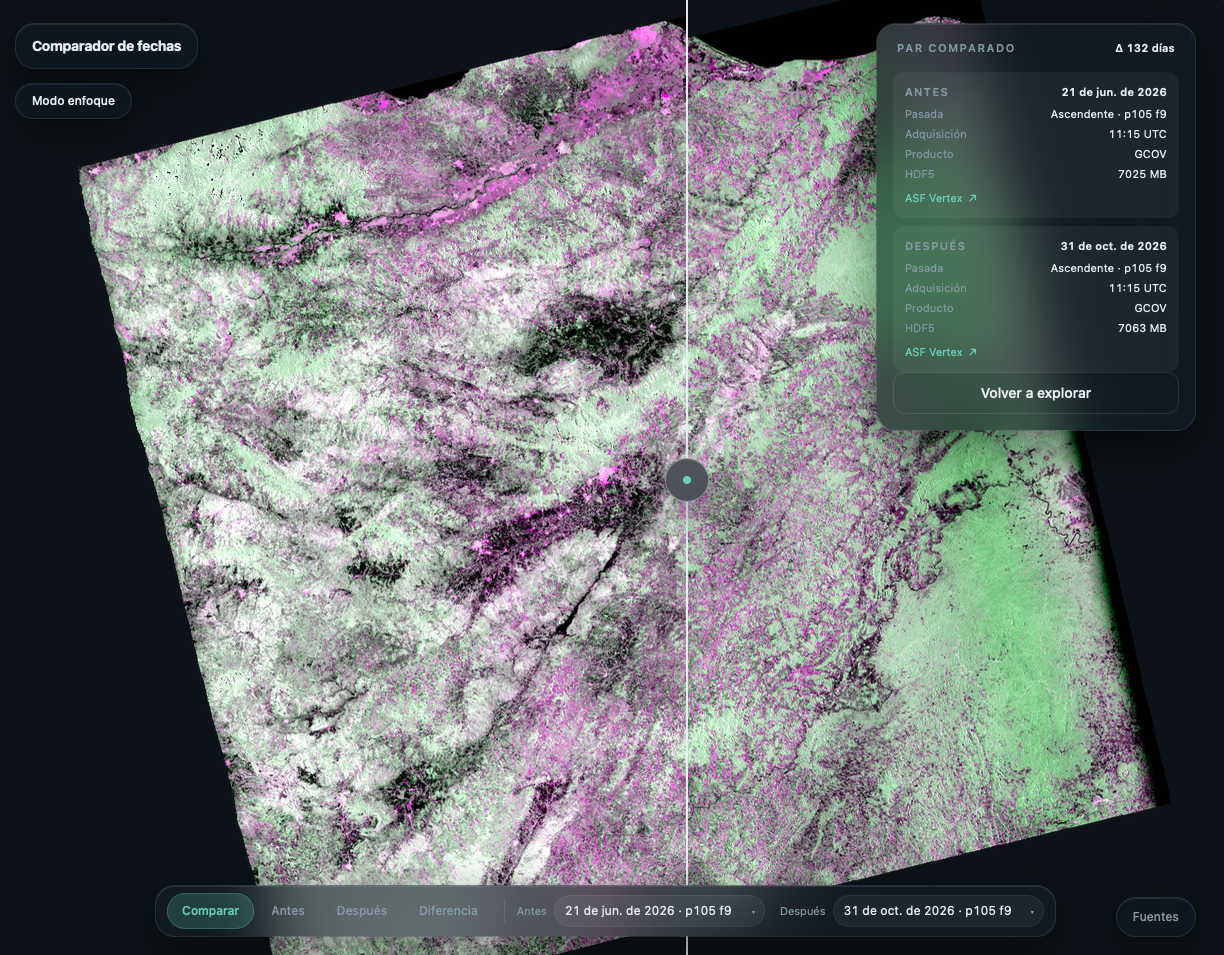 Comparador de fechas
Modo enfoque
PAR COMPARADO Δ 132 días
ANTES 21 de jun. de 2026
Pasada Ascendente · p105 f9
Adquisición 11:15 UTC
Producto GCOV
HDF5 7025 MB
ASF Vertex ↗
DESPUÉS 31 de oct. de 2026
Pasada Ascendente · p105 f9
Adquisición 11:15 UTC
Producto GCOV
HDF5 7063 MB
ASF Vertex ↗
Volver a explorar
Comparar Antes Después Diferencia Antes 21 de jun. de 2026 · p105 f9 Después 31 de oct. de 2026 · p105 f9
Fuentes